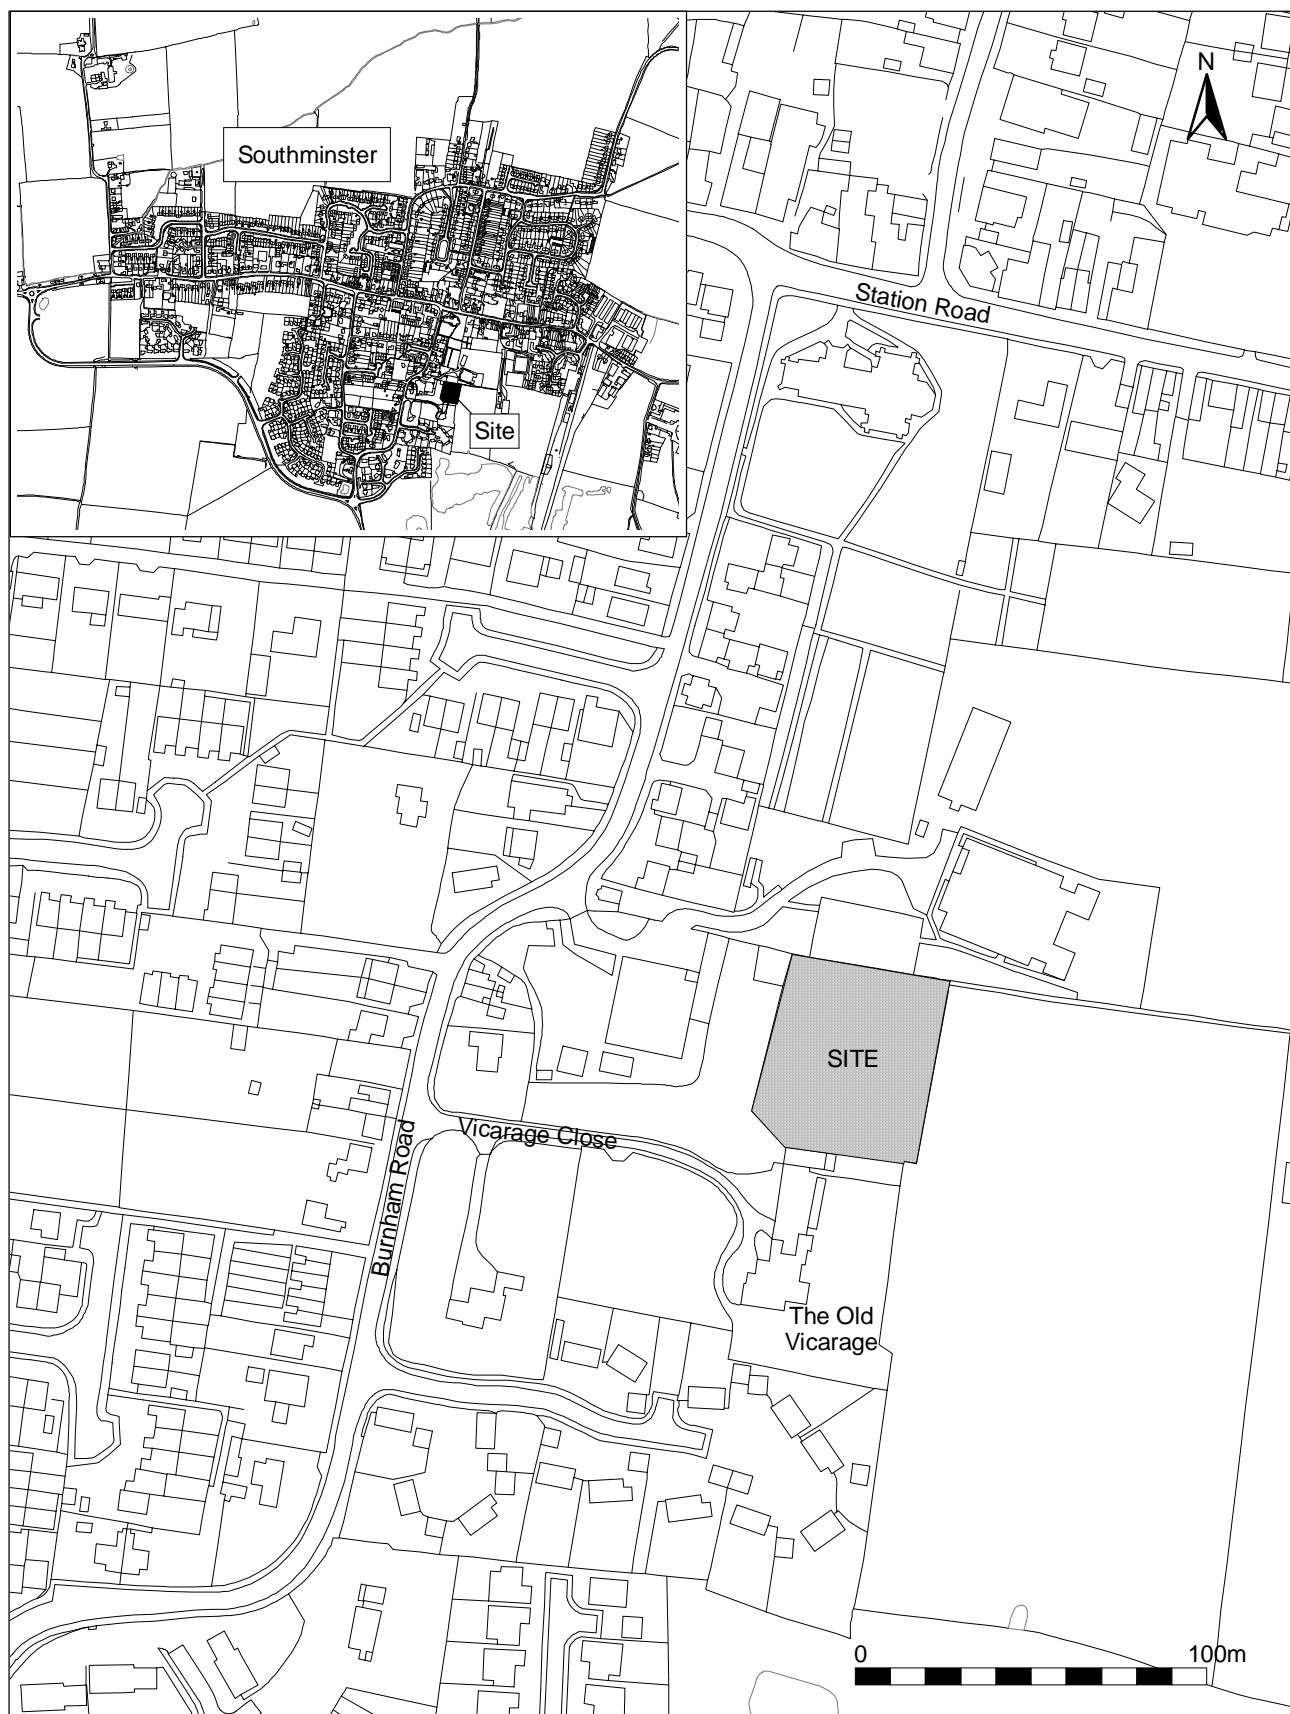 Southminster
Site
N
Station Road
SITE
Vicarage Close
Burnham Road
The Old
Vicarage
0 100m